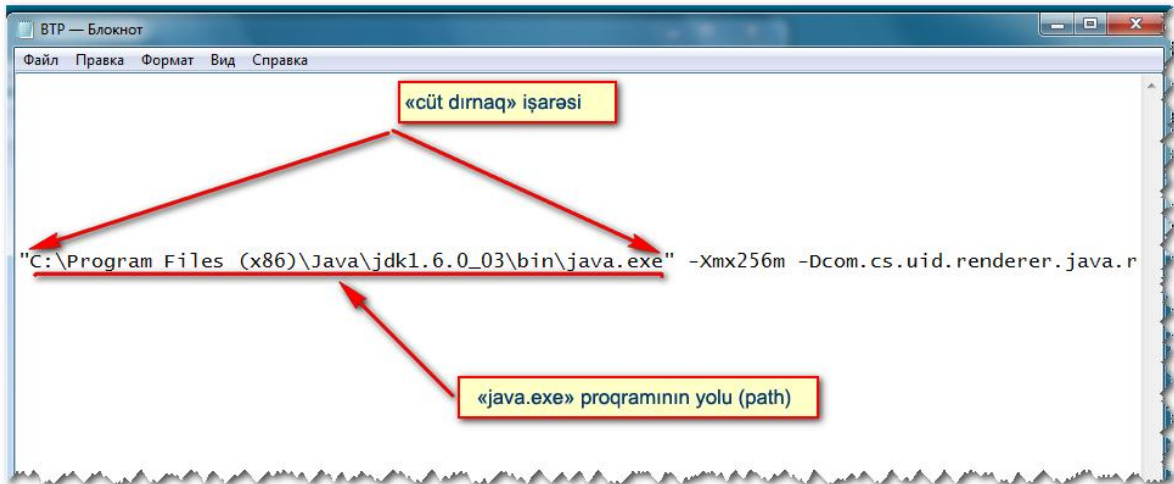 BTP — Блокнот
Файл Правка Формат Вид Справка
«cüt dırnaq» işarəsi
"C:\Program Files (x86)\Java\jdk1.6.0_03\bin\java.exe" -Xmx256m -Dcom.cs.uid.renderer.java.r
«java.exe» proqramının yolu (path)